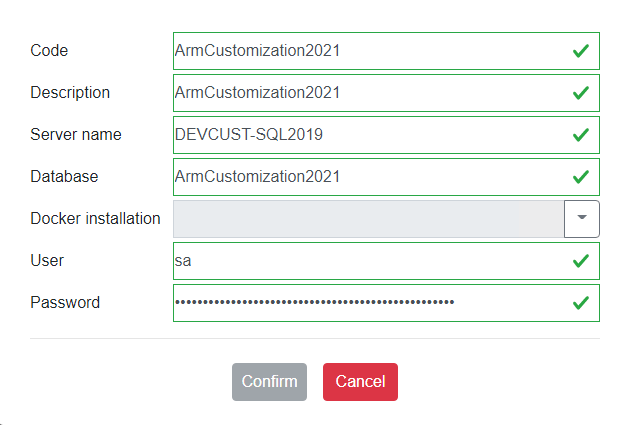 Code ArmCustomization2021
Description ArmCustomization2021
Server name DEVCUST-SQL2019
Database ArmCustomization2021
Docker installation
User sa
Password ••••••••••••••••••••••••••••••••••••••••••••••••••
Confirm Cancel